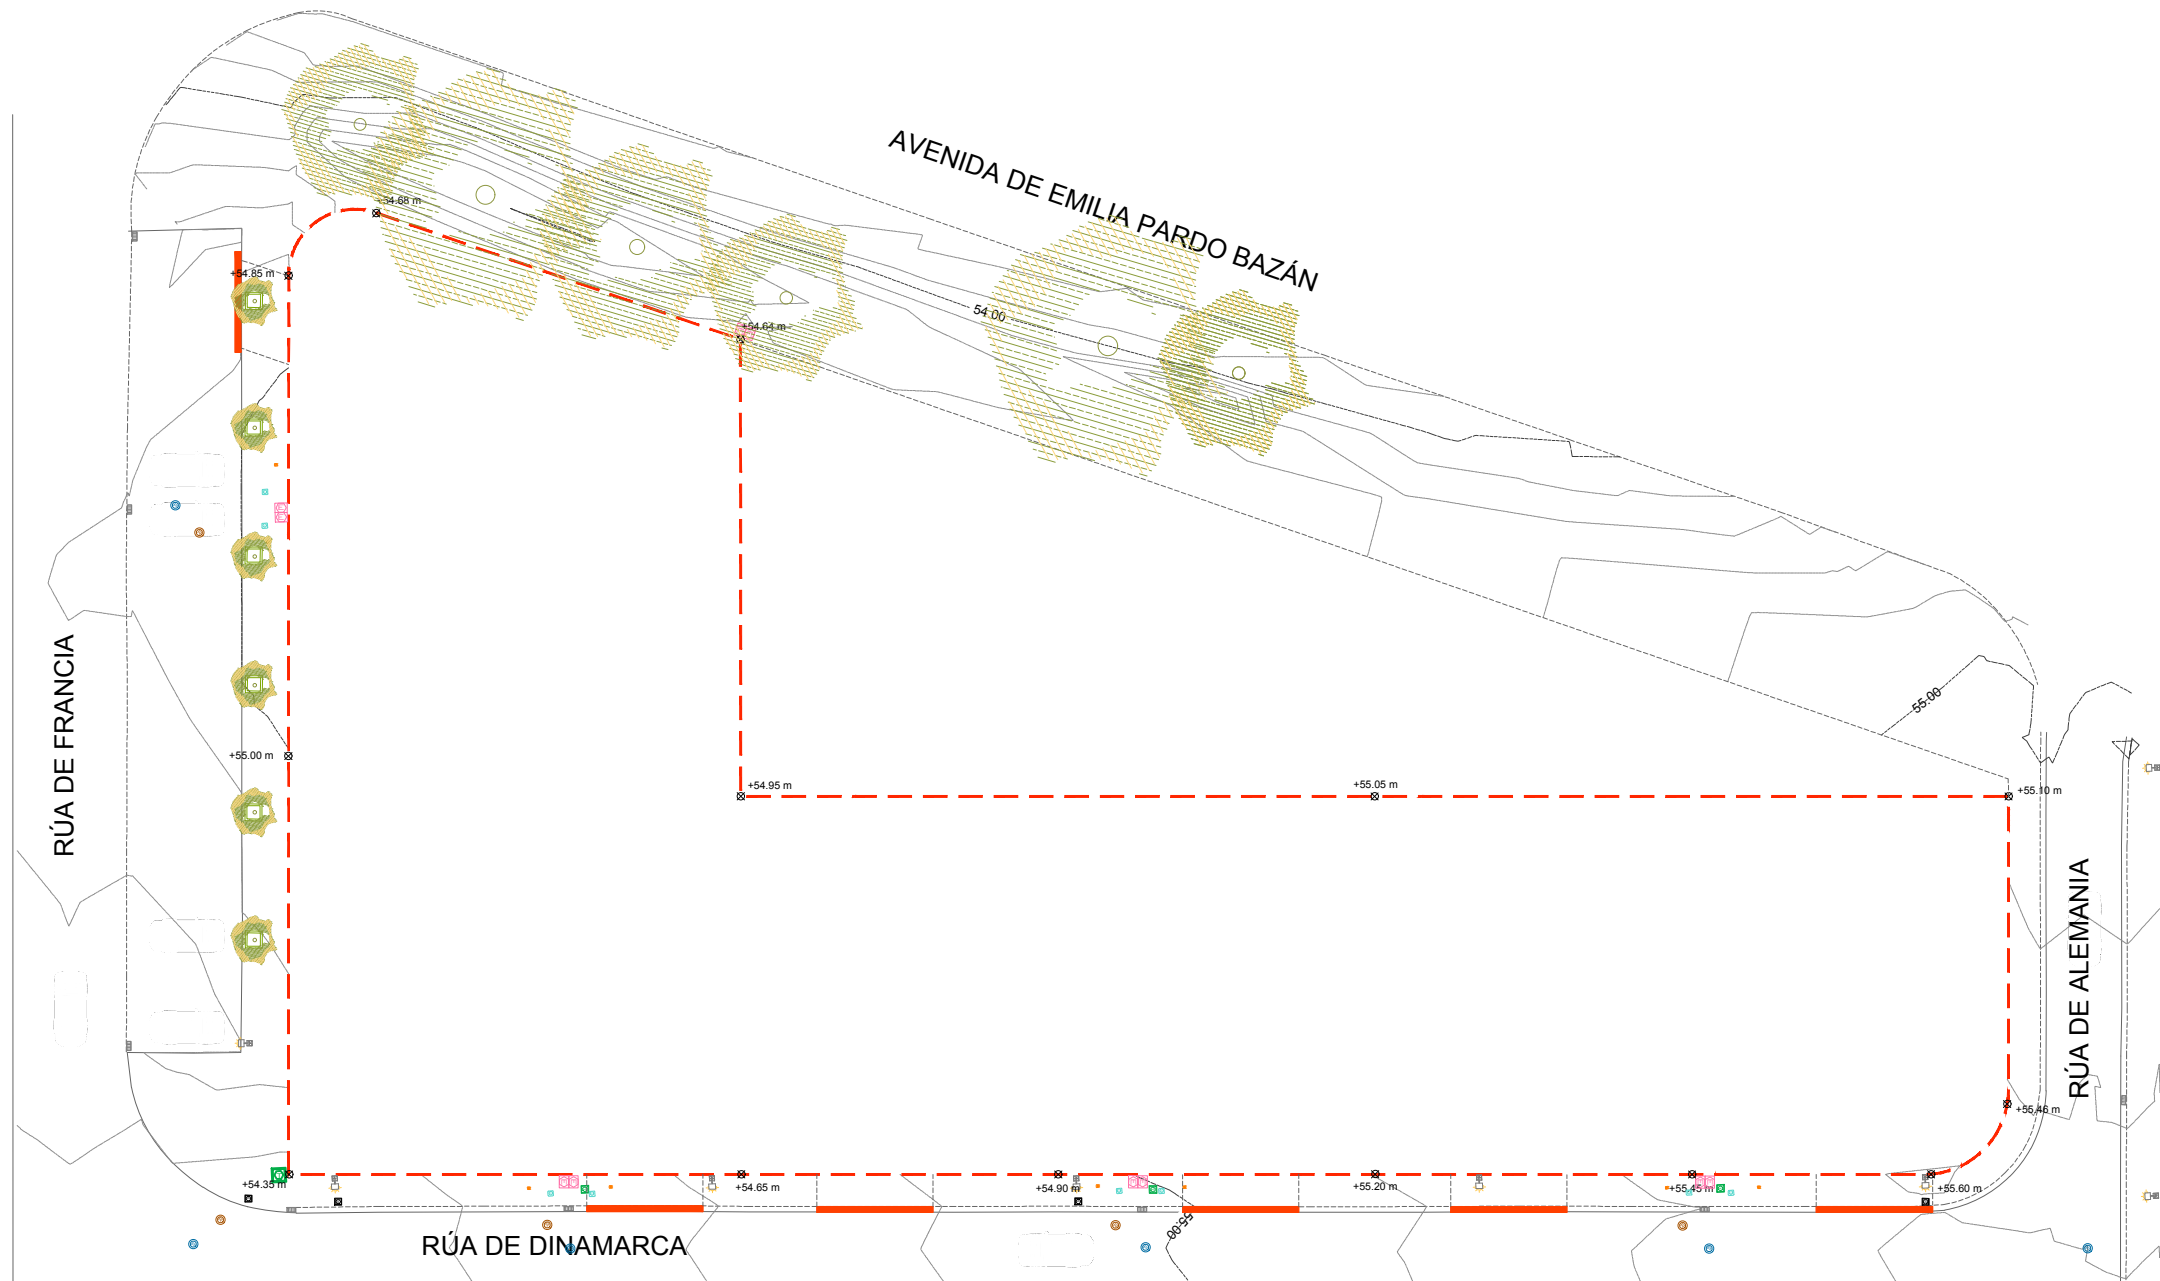 AVENIDA DE EMILIA PARDO BAZÁN
+54.68 m
+54.85 m
54.00
+54.64 m
RÚA DE FRANCIA
55.00
+55.00 m
+54.95 m
+55.05 m
+55.10 m
RÚA DE ALEMANIA
+55.46 m
+54.35 m
+54.65 m
+54.90 m
+55.20 m
+55.45 m
+55.60 m
55.00
RÚA DE DINAMARCA